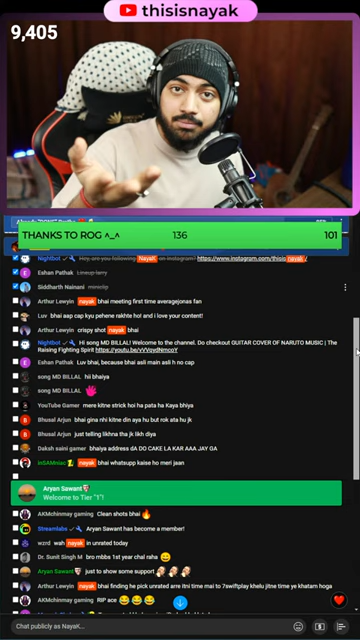 thisisnayak
9,405
THANKS TO ROG ^_^ 136 101
Nightbot Hey, are you following Nayak on instagram? https://www.instagram.com/thisisnayak/
Eshan Pathak Lineup larry
Siddharth Nainani
Arthur Lewyin nayak bhai meeting first time averagejonas fan
Luv bhai aap cap kyu pehene rakhte ho! and i love your content!
Arthur Lewyin crispy shot nayak bhai
Nightbot Hi song MD BILLAL! Welcome to the stream. Do checkout GUITAR COVER OF NARUTO MUSIC | The
Raising Fighting Spirit
Eshan Pathak Luv bhai, because bhai asli main asli h no cap
song MD BILLAL hii bhaiya
song MD BILLAL
YouTube Gamer mere kitne strick hoi ha pata ha Kaya bhiya
Bhusal Arjun bhai gina nhi kitne din aya hu but rok ata hu jk
Bhusal Arjun just telling likhna tha jk likh diya
Daksh saini gamer bhaiya address dA DO CAKE LA KAR AAA JAY GA
inSAMniac nayak bhai whatsupp kaise ho meri jaan
Aryan Sawant
Welcome to Tier "1"!
AKMchinmay gaming Clean shots bhai
Streamlabs Aryan Sawant has become a member!
wzrd wah nayak in unrated today
Dr. Sunil Singh M bro rnbbs 1st year chal raha
Aryan Sawant just to show some support
Arthur Lewyin nayak bhai finding he pick unrated arre itni time mai to 7swiftplay khelu jitne time ye khatam hoga
AKMchinmay gaming RIP ace
Chat publicly as NayaK...